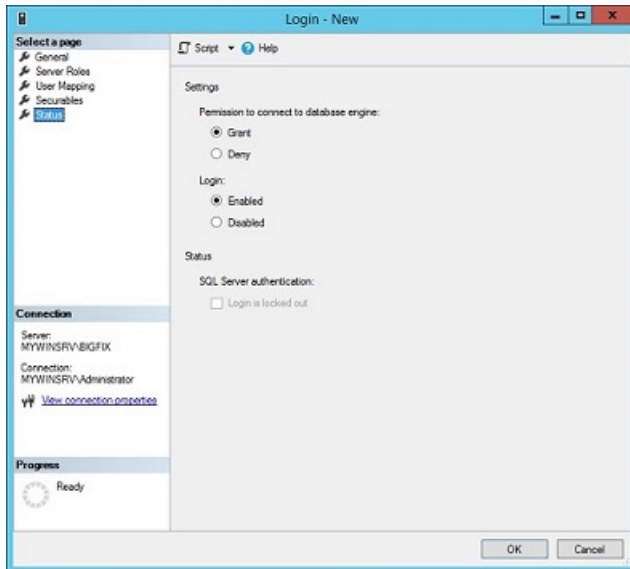 Login - New
Select a page
General
Server Roles
User Mapping
Securables
Status
Script
Help
Settings
Permission to connect to database engine:
Grant
Deny
Login:
Enabled
Disabled
Status
SQL Server authentication:
Login is locked out
Connection
Server:
MYWINSRV\BIGFIX
Connection:
MYWINSRV\Administrator
View connection properties
Progress
Ready
OK
Cancel